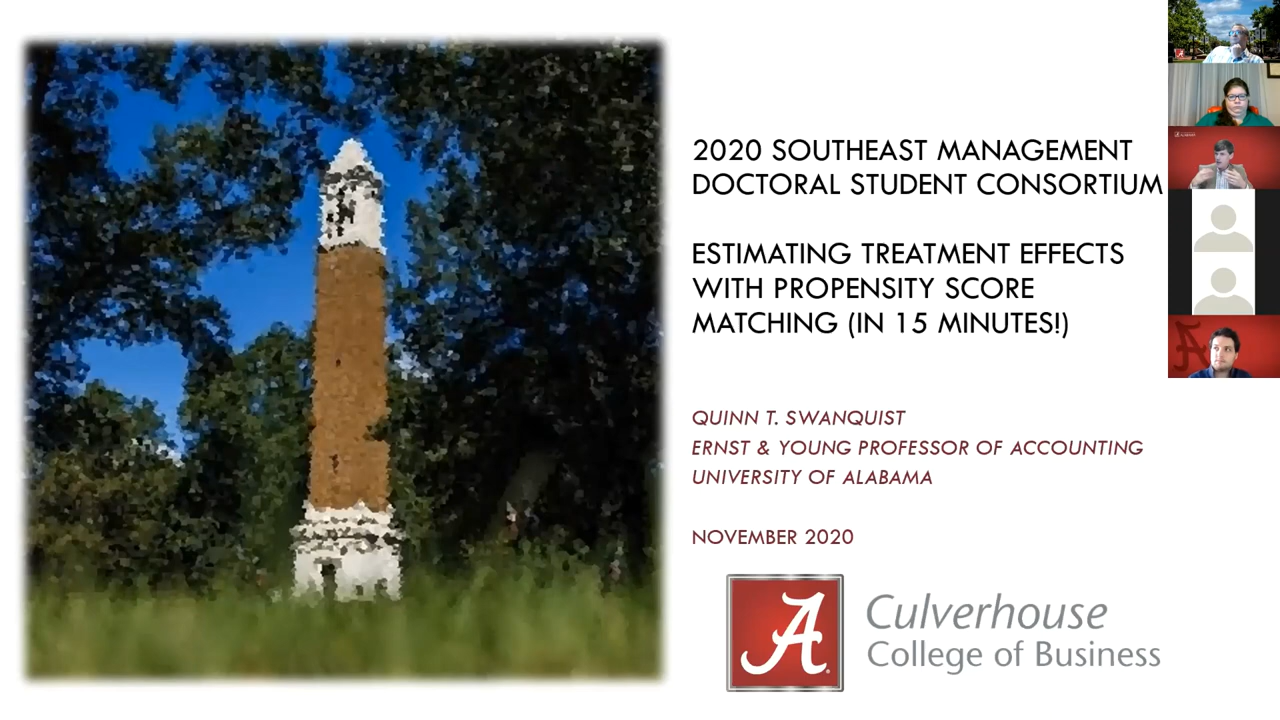 2020 SOUTHEAST MANAGEMENT
DOCTORAL STUDENT CONSORTIUM
ESTIMATING TREATMENT EFFECTS
WITH PROPENSITY SCORE
MATCHING (IN 15 MINUTES!)
QUINN T. SWANQUIST
ERNST & YOUNG PROFESSOR OF ACCOUNTING
UNIVERSITY OF ALABAMA
NOVEMBER 2020
A
Culverhouse
College of Business